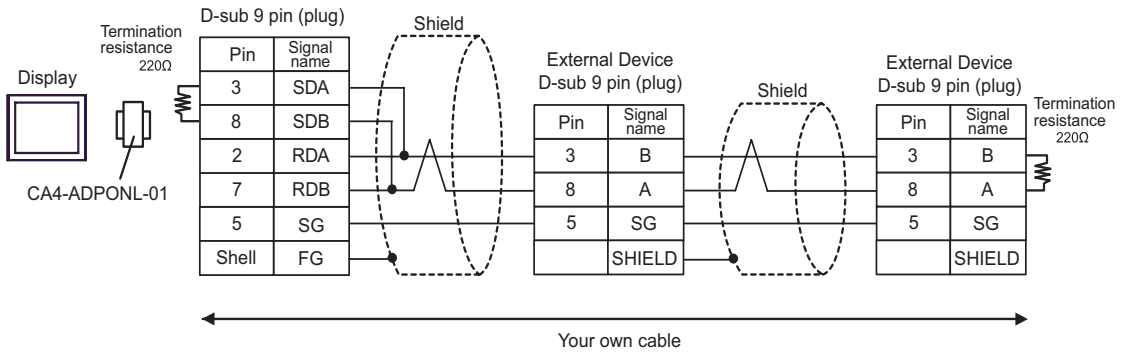 Display
CA4-ADPONL-01
Termination
resistance
220Ω
D-sub 9 pin (plug)
Pin Signal name
3 SDA
8 SDB
2 RDA
7 RDB
5 SG
Shell FG
Shield
External Device
D-sub 9 pin (plug)
Pin Signal name
3 B
8 A
5 SG
SHIELD
Shield
External Device
D-sub 9 pin (plug)
Pin Signal name
3 B
8 A
5 SG
SHIELD
Termination
resistance
220Ω
Your own cable